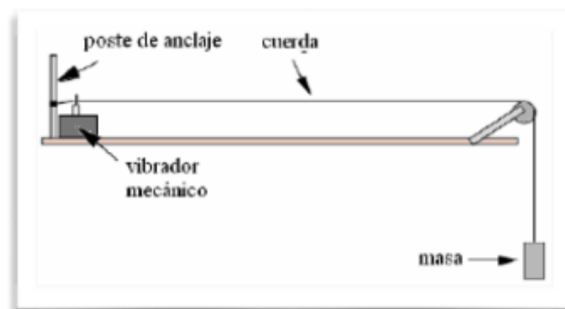 poste de anclaje
cuerda
vibrador
mecánico
masa